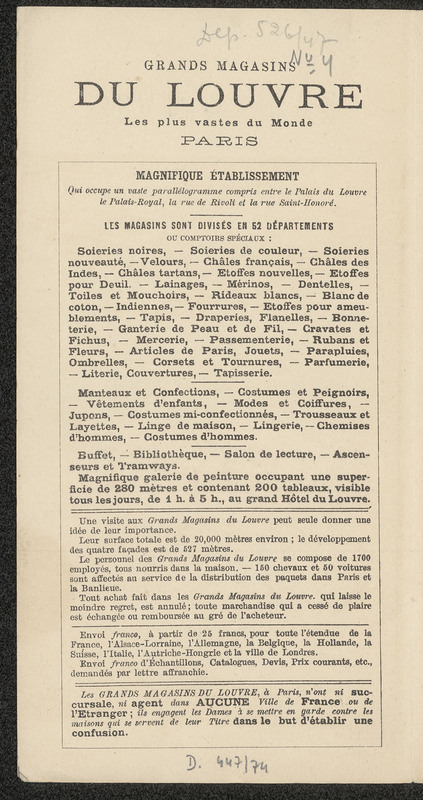 Dep. 526/47
No 4
GRANDS MAGASINS
DU LOUVRE
Les plus vastes du Monde
PARIS
MAGNIFIQUE ÉTABLISSEMENT
Qui occupe un vaste parallélogramme compris entre le Palais du Louvre
le Palais-Royal, la rue de Rivoli et la rue Saint-Honoré.
LES MAGASINS SONT DIVISÉS EN 52 DÉPARTEMENTS
OU COMPTOIRS SPÉCIAUX :
Soieries noires, — Soieries de couleur, — Soieries
nouveauté, — Velours, — Châles français, — Châles des
Indes, — Châles tartans, — Etoffes nouvelles, — Etoffes
pour Deuil. — Lainages, — Mérinos, — Dentelles, —
Toiles et Mouchoirs, — Rideaux blancs, — Blanc de
coton, — Indiennes, — Fourrures, — Etoffes pour ameu-
blements, — Tapis, — Draperies, Flanelles, — Bonne-
terie, — Ganterie de Peau et de Fil, — Cravates et
Fichus, — Mercerie, — Passementerie, — Rubans et
Fleurs, — Articles de Paris, Jouets, — Parapluies,
Ombrelles, — Corsets et Tournures, — Parfumerie,
— Literie, Couvertures, — Tapisserie.
Manteaux et Confections, — Costumes et Peignoirs,
— Vêtements d'enfants, — Modes et Coiffures, —
Jupons, — Costumes mi-confectionnés, — Trousseaux et
Layettes, — Linge de maison, — Lingerie, — Chemises
d'hommes, — Costumes d'hommes.
Buffet, — Bibliothèque, — Salon de lecture, — Ascen-
seurs et Tramways.
Magnifique galerie de peinture occupant une super-
ficie de 280 mètres et contenant 200 tableaux, visible
tous les jours, de 1 h. à 5 h., au grand Hôtel du Louvre.
Une visite aux Grands Magasins du Louvre peut seule donner une
idée de leur importance.
Leur surface totale est de 20,000 mètres environ ; le développement
des quatre façades est de 527 mètres.
Le personnel des Grands Magasins du Louvre se compose de 1700
employés, tous nourris dans la maison. — 150 chevaux et 50 voitures
sont affectés au service de la distribution des paquets dans Paris et
la Banlieue.
Tout achat fait dans les Grands Magasins du Louvre. qui laisse le
moindre regret, est annulé ; toute marchandise qui a cessé de plaire
est échangée ou remboursée au gré de l'acheteur.
Envoi franco, à partir de 25 francs, pour toute l'étendue de la
France, l'Alsace-Lorraine, l'Allemagne, la Belgique, la Hollande, la
Suisse, l'Italie, l'Autriche-Hongrie et la ville de Londres.
Envoi franco d'Échantillons, Catalogues, Devis, Prix courants, etc.,
demandés par lettre affranchie.
Les GRANDS MAGASINS DU LOUVRE, à Paris, n'ont ni suc-
cursale, ni agent dans AUCUNE Ville de France ou de
l'Etranger ; ils engagent les Dames à se mettre en garde contre les
maisons qui se servent de leur Titre dans le but d'établir une
confusion.
D. 447/74